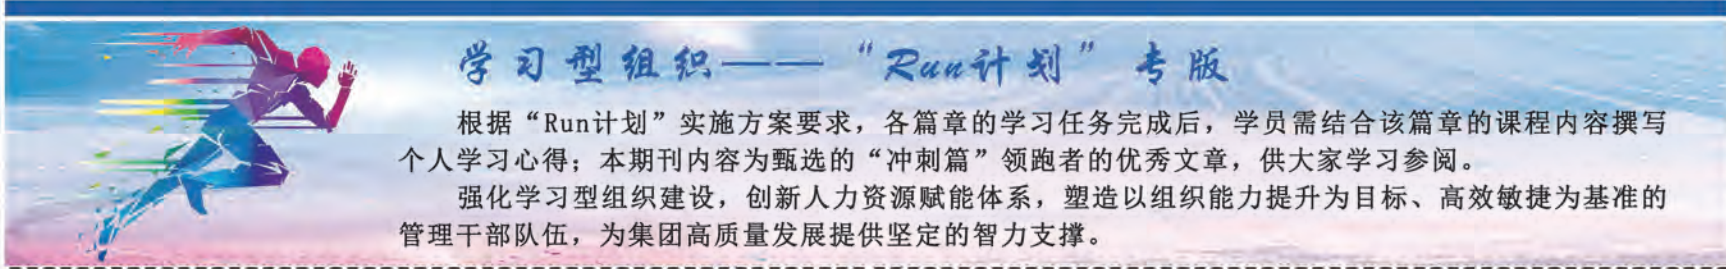 学习型组织——“Run计划”专版
根据“Run计划”实施方案要求，各篇章的学习任务完成后，学员需结合该篇章的课程内容撰写
个人学习心得；本期刊内容为甄选的“冲刺篇”领跑者的优秀文章，供大家学习参阅。
强化学习型组织建设，创新人力资源赋能体系，塑造以组织能力提升为目标、高效敏捷为基准的
管理干部队伍，为集团高质量发展提供坚定的智力支撑。